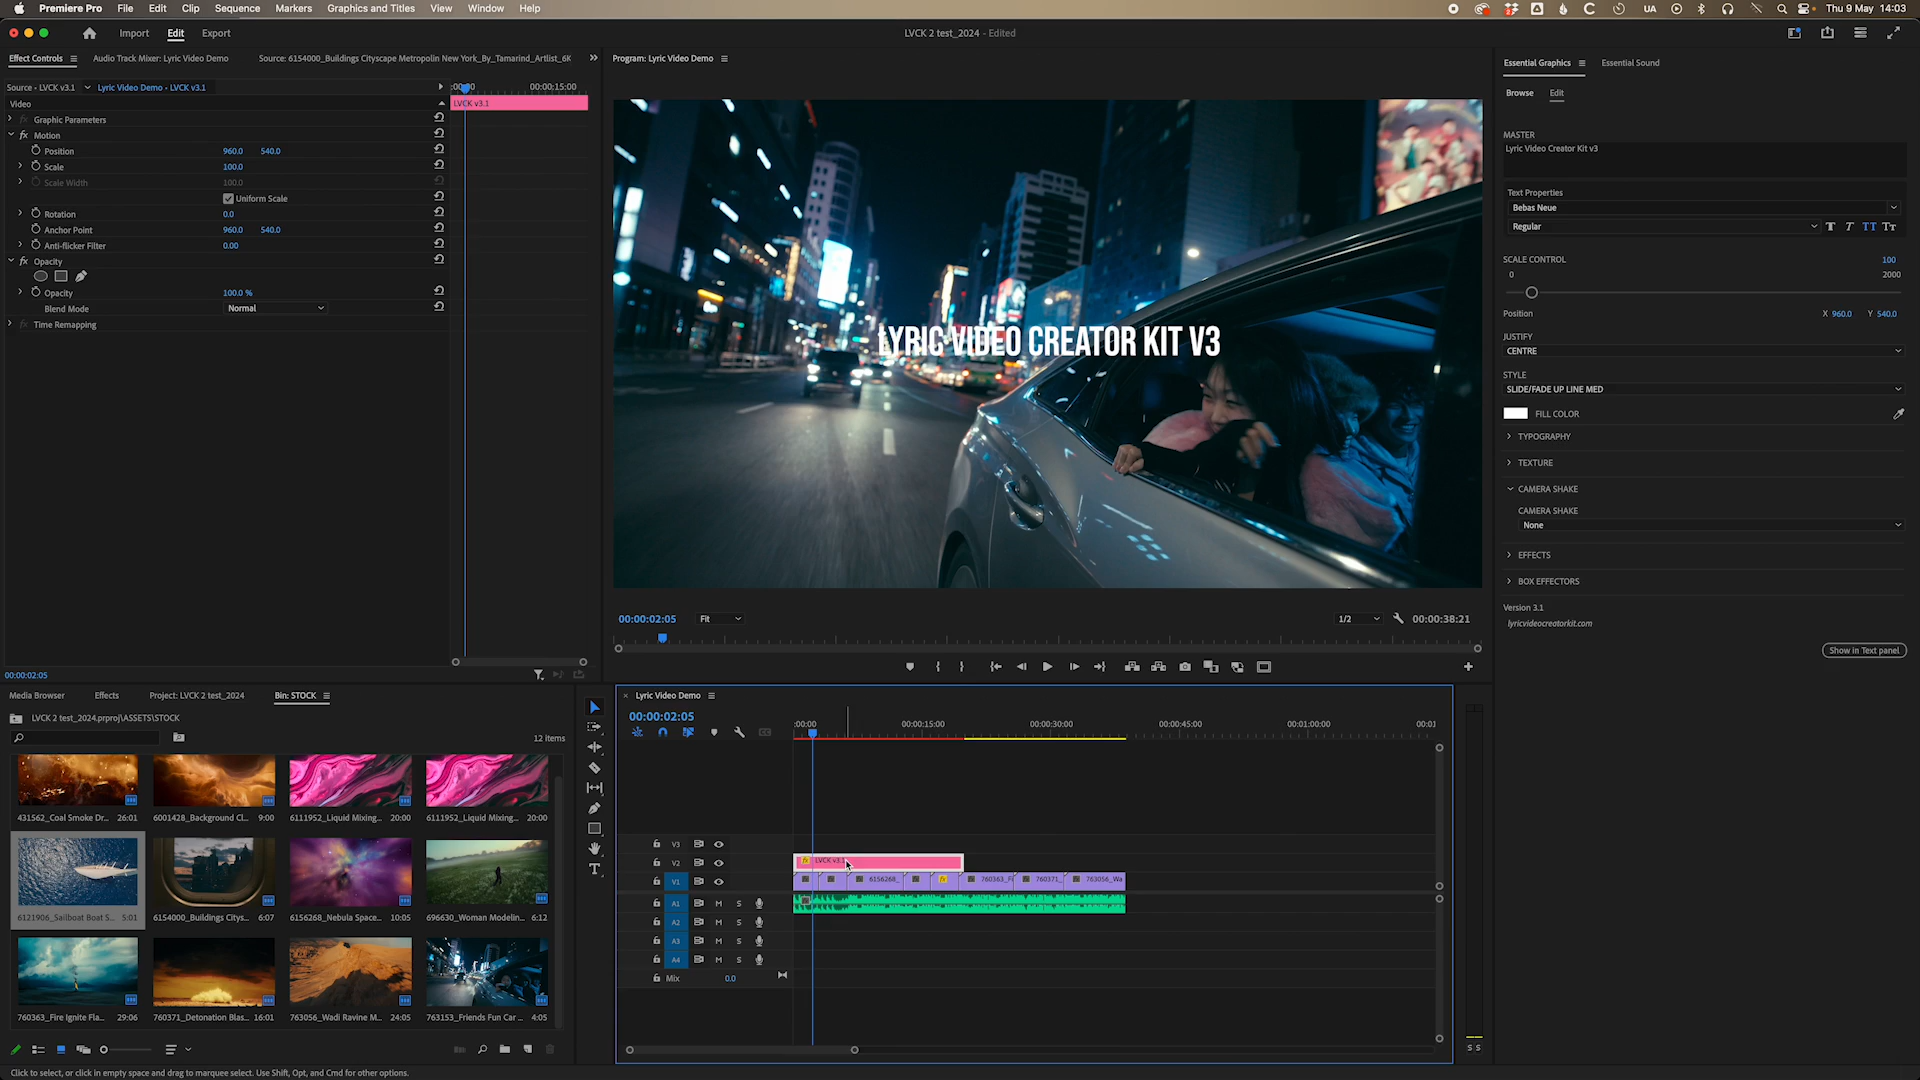 Premiere Pro File Edit Clip Sequence Markers Graphics and Titles View Window Help
UA Thu 9 May 14:03
Import Edit Export
LVCK 2 test_2024 - Edited
Effect Controls Audio Track Mixer: Lyric Video Demo Source: 6154000_Buildings Cityscape Metropolin New York_By_Tamarind_Artlist_6K
Program: Lyric Video Demo
Essential Graphics Essential Sound
Source - LVCK v3.1 Lyric Video Demo - LVCK v3.1
00:00:15:00
Browse Edit
Video
LVCK v3.1
Graphic Parameters
fx Motion
Position 960.0 540.0
Scale 100.0
Scale Width 100.0
Uniform Scale
Rotation 0.0
Anchor Point 960.0 540.0
Anti-flicker Filter 0.00
fx Opacity
Opacity 100.0 %
Blend Mode Normal
Time Remapping
00:00:02:05
LYRIC VIDEO CREATOR KIT V3
00:00:02:05 Fit 1/2 00:00:38:21
MASTER
Lyric Video Creator Kit v3
Text Properties
Bebas Neue
Regular T T TT Tт
SCALE CONTROL 100
0 2000
Position X 960.0 Y 540.0
JUSTIFY
CENTRE
STYLE
SLIDE/FADE UP LINE MED
FILL COLOR
TYPOGRAPHY
TEXTURE
CAMERA SHAKE
CAMERA SHAKE
None
EFFECTS
BOX EFFECTORS
Version 3.1
lyricvideocreatorkit.com
Show in Text panel
Media Browser Effects Project: LVCK 2 test_2024 Bin: STOCK
LVCK 2 test_2024.prproj\ASSETS\STOCK
12 items
431562_Coal Smoke Dr... 26:01
6001428_Background Cl... 9:00
6111952_Liquid Mixing... 20:00
6111952_Liquid Mixing... 20:00
6121906_Sailboat Boat S... 5:01
6154000_Buildings Citys... 6:07
6156268_Nebula Space... 10:05
696630_Woman Modelin... 6:12
760363_Fire Ignite Fla... 29:06
760371_Detonation Blas... 16:01
763056_Wadi Ravine M... 24:05
763153_Friends Fun Car ... 4:05
Lyric Video Demo
00:00:02:05
:00:00 00:00:15:00 00:00:30:00 00:00:45:00 00:01:00:00 00:01
V3
V2 LVCK v3.1
V1 6156268_ 760363_Fi 760371_ 763056_Wa
A1 M S
A2 M S
A3 M S
A4 M S
Mix 0.0
S S
Click to select, or click in empty space and drag to marquee select. Use Shift, Opt, and Cmd for other options.